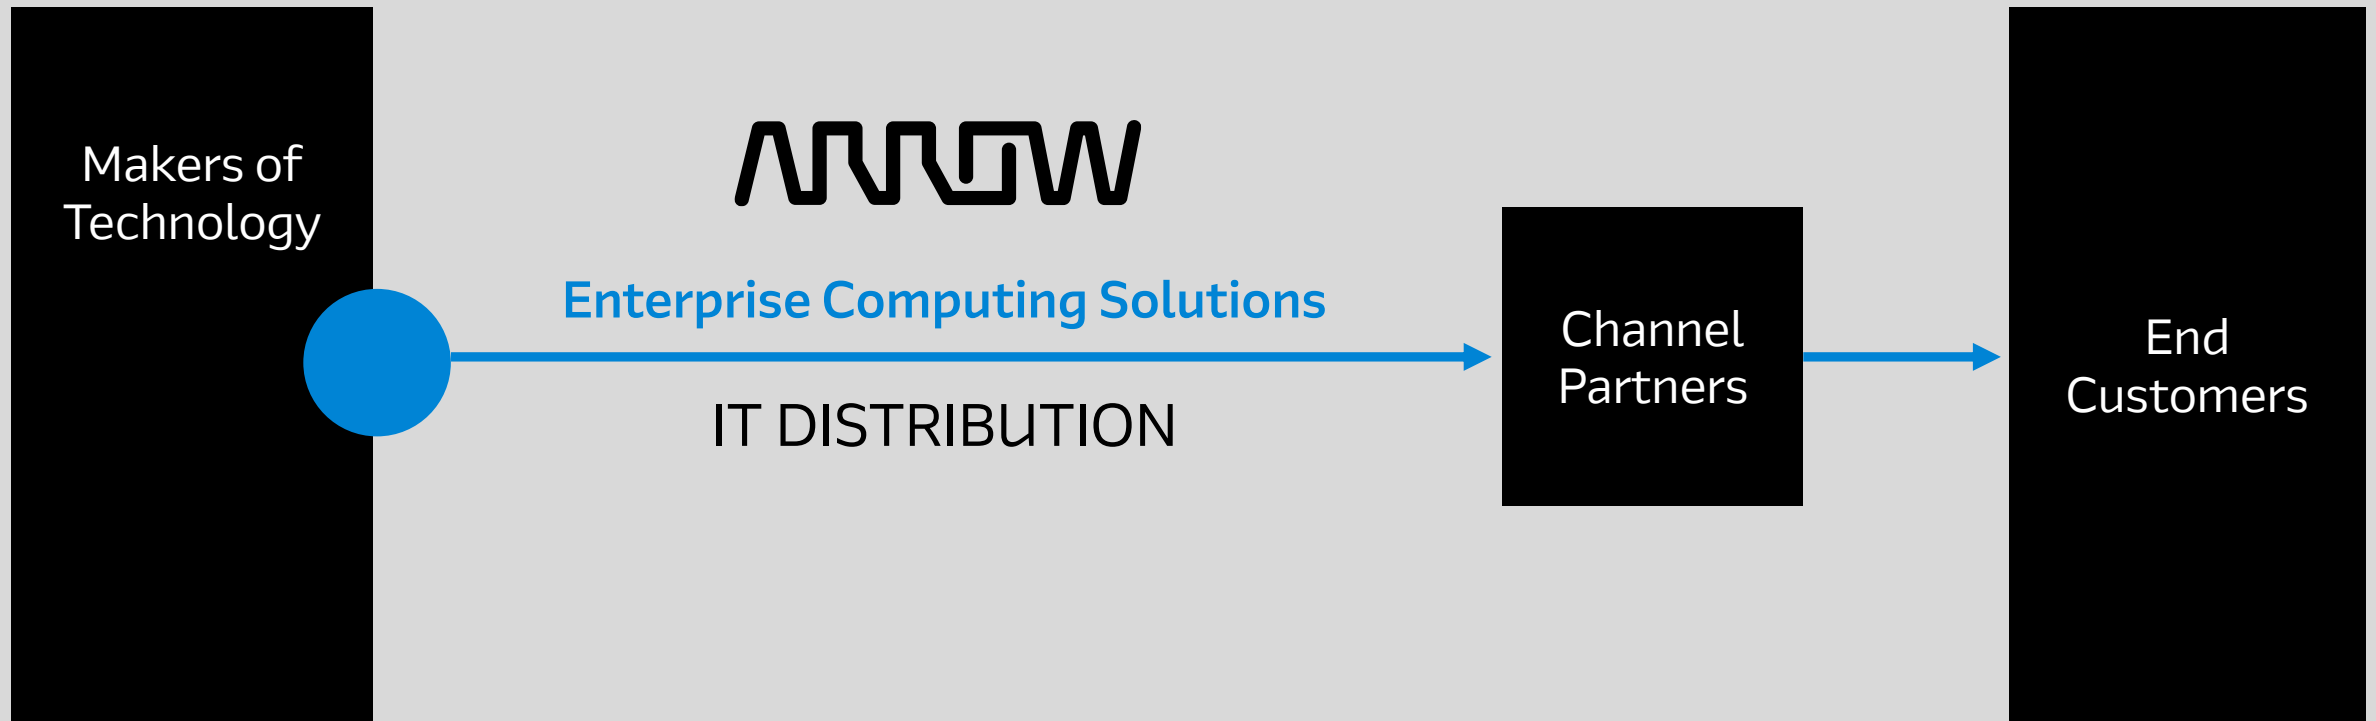 Makers of
Technology
ARROW
Enterprise Computing Solutions
IT DISTRIBUTION
Channel
Partners
End
Customers